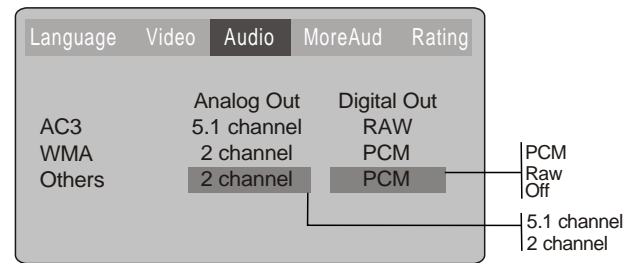 Language Video Audio MoreAud Rating
Analog Out Digital Out
AC3 5.1 channel RAW
WMA 2 channel PCM
Others 2 channel PCM
PCM
Raw
Off
5.1 channel
2 channel